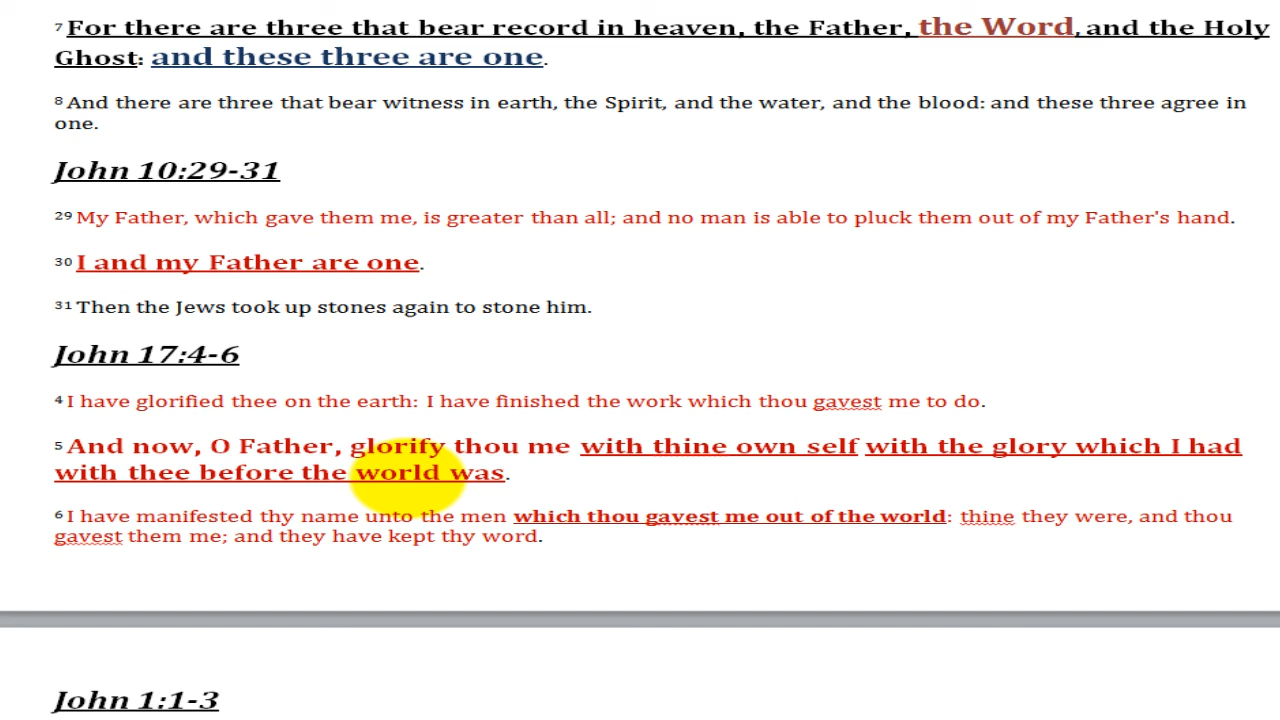 7 For there are three that bear record in heaven, the Father, the Word, and the Holy
Ghost: and these three are one.
8 And there are three that bear witness in earth, the Spirit, and the water, and the blood: and these three agree in
one.
John 10:29-31
29 My Father, which gave them me, is greater than all; and no man is able to pluck them out of my Father's hand.
30 I and my Father are one.
31 Then the Jews took up stones again to stone him.
John 17:4-6
4 I have glorified thee on the earth: I have finished the work which thou gavest me to do.
5 And now, O Father, glorify thou me with thine own self with the glory which I had
with thee before the world was.
6 I have manifested thy name unto the men which thou gavest me out of the world: thine they were, and thou
gavest them me; and they have kept thy word.
John 1:1-3